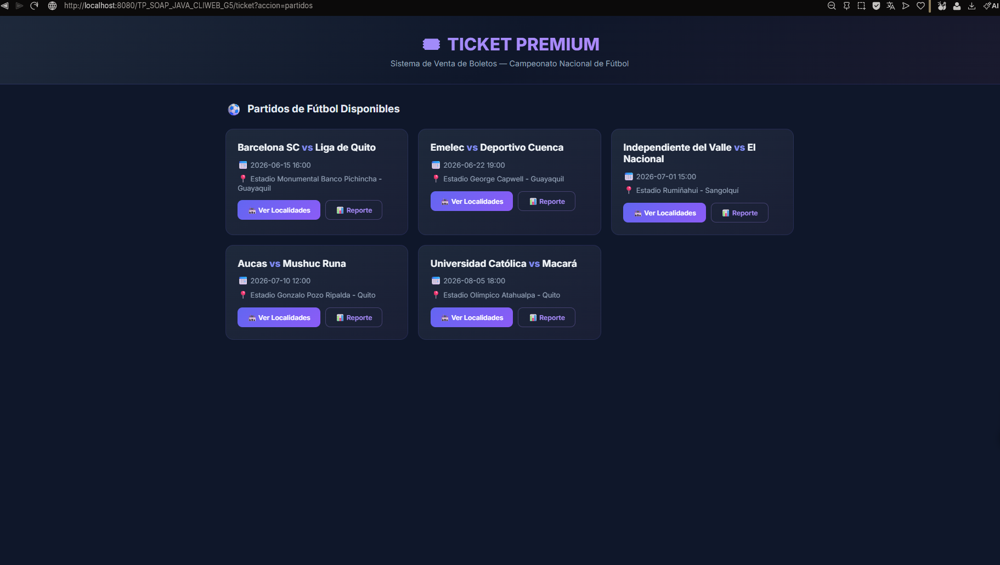 http://localhost:8080/TP_SOAP_JAVA_CLIWEB_G5/ticket?accion=partidos
AI
TICKET PREMIUM
Sistema de Venta de Boletos — Campeonato Nacional de Fútbol
Partidos de Fútbol Disponibles
Barcelona SC vs Liga de Quito
2026-06-15 16:00
Estadio Monumental Banco Pichincha -
Guayaquil
Ver Localidades
Reporte
Emelec vs Deportivo Cuenca
2026-06-22 19:00
Estadio George Capwell - Guayaquil
Ver Localidades
Reporte
Independiente del Valle vs El
Nacional
2026-07-01 15:00
Estadio Rumiñahui - Sangolquí
Ver Localidades
Reporte
Aucas vs Mushuc Runa
2026-07-10 12:00
Estadio Gonzalo Pozo Ripalda - Quito
Ver Localidades
Reporte
Universidad Católica vs Macará
2026-08-05 18:00
Estadio Olímpico Atahualpa - Quito
Ver Localidades
Reporte